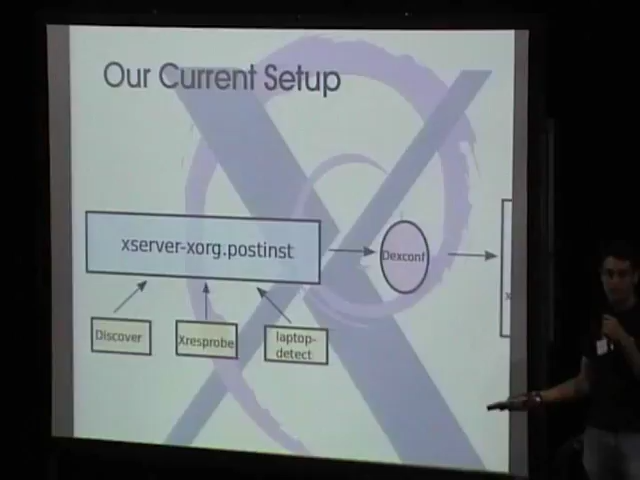 Our Current Setup
xserver-xorg.postinst
Dexconf
x
Discover
Xresprobe
laptop-
detect